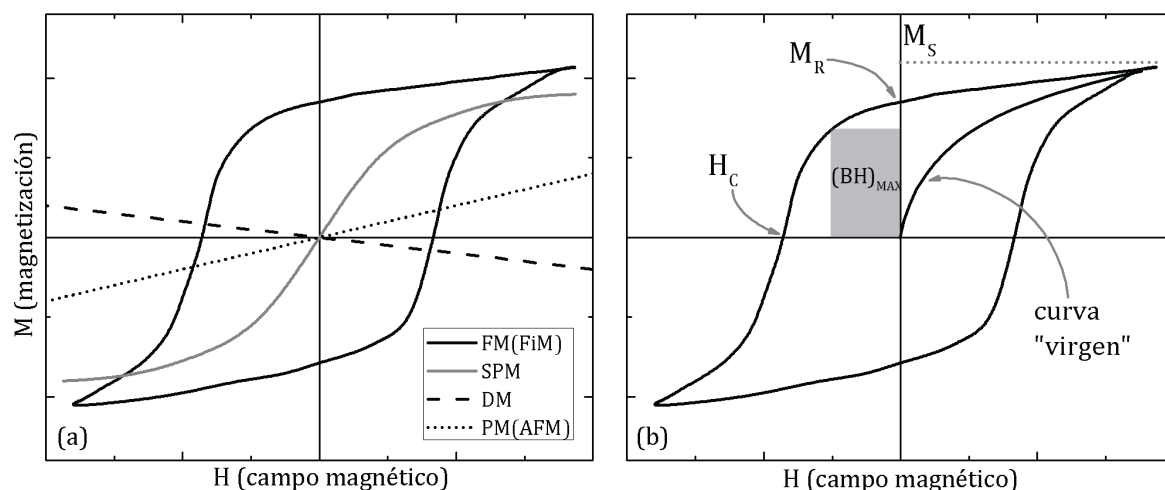 M (magnetización)
FM(FiM)
SPM
DM
PM(AFM)
(a)
H (campo magnético)
M_S
M_R
H_C
(BH)_MAX
curva
"virgen"
(b)
H (campo magnético)